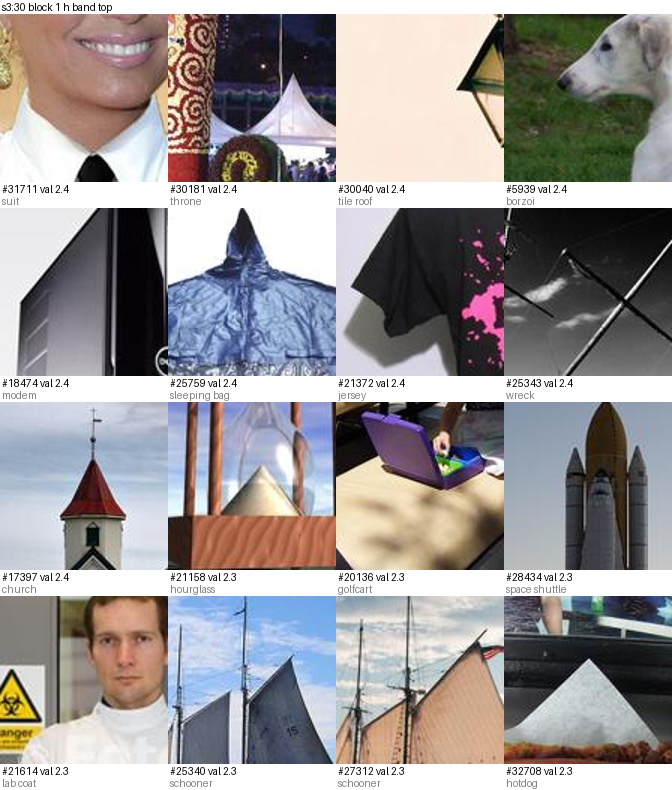 s3:30 block 1 h band top
#31711 val 2.4
suit
#30181 val 2.4
throne
#30040 val 2.4
tile roof
#5939 val 2.4
borzoi
#18474 val 2.4
modem
#25759 val 2.4
sleeping bag
#21372 val 2.4
jersey
#25343 val 2.4
wreck
#17397 val 2.4
church
#21158 val 2.3
hourglass
#20136 val 2.3
golfcart
#28434 val 2.3
space shuttle
anger
#21614 val 2.3
lab coat
15
#25340 val 2.3
schooner
#27312 val 2.3
schooner
#32708 val 2.3
hotdog